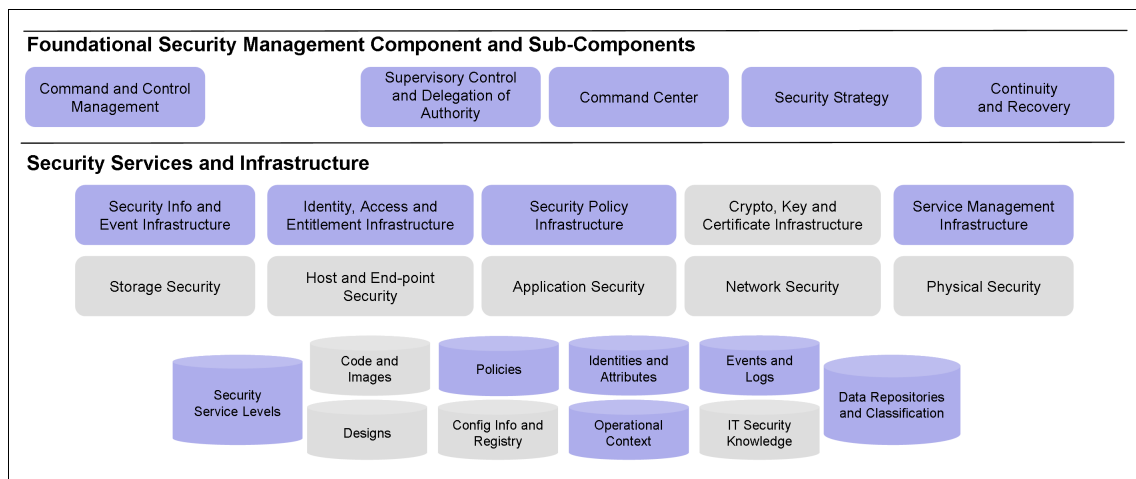 Foundational Security Management Component and Sub-Components
Command and Control
Management
Supervisory Control
and Delegation of
Authority
Command Center
Security Strategy
Continuity
and Recovery
Security Services and Infrastructure
Security Info and
Event Infrastructure
Identity, Access and
Entitlement Infrastructure
Security Policy
Infrastructure
Crypto, Key and
Certificate Infrastructure
Service Management
Infrastructure
Storage Security
Host and End-point
Security
Application Security
Network Security
Physical Security
Security
Service Levels
Code and
Images
Policies
Identities and
Attributes
Events and
Logs
Data Repositories
and Classification
Designs
Config Info and
Registry
Operational
Context
IT Security
Knowledge